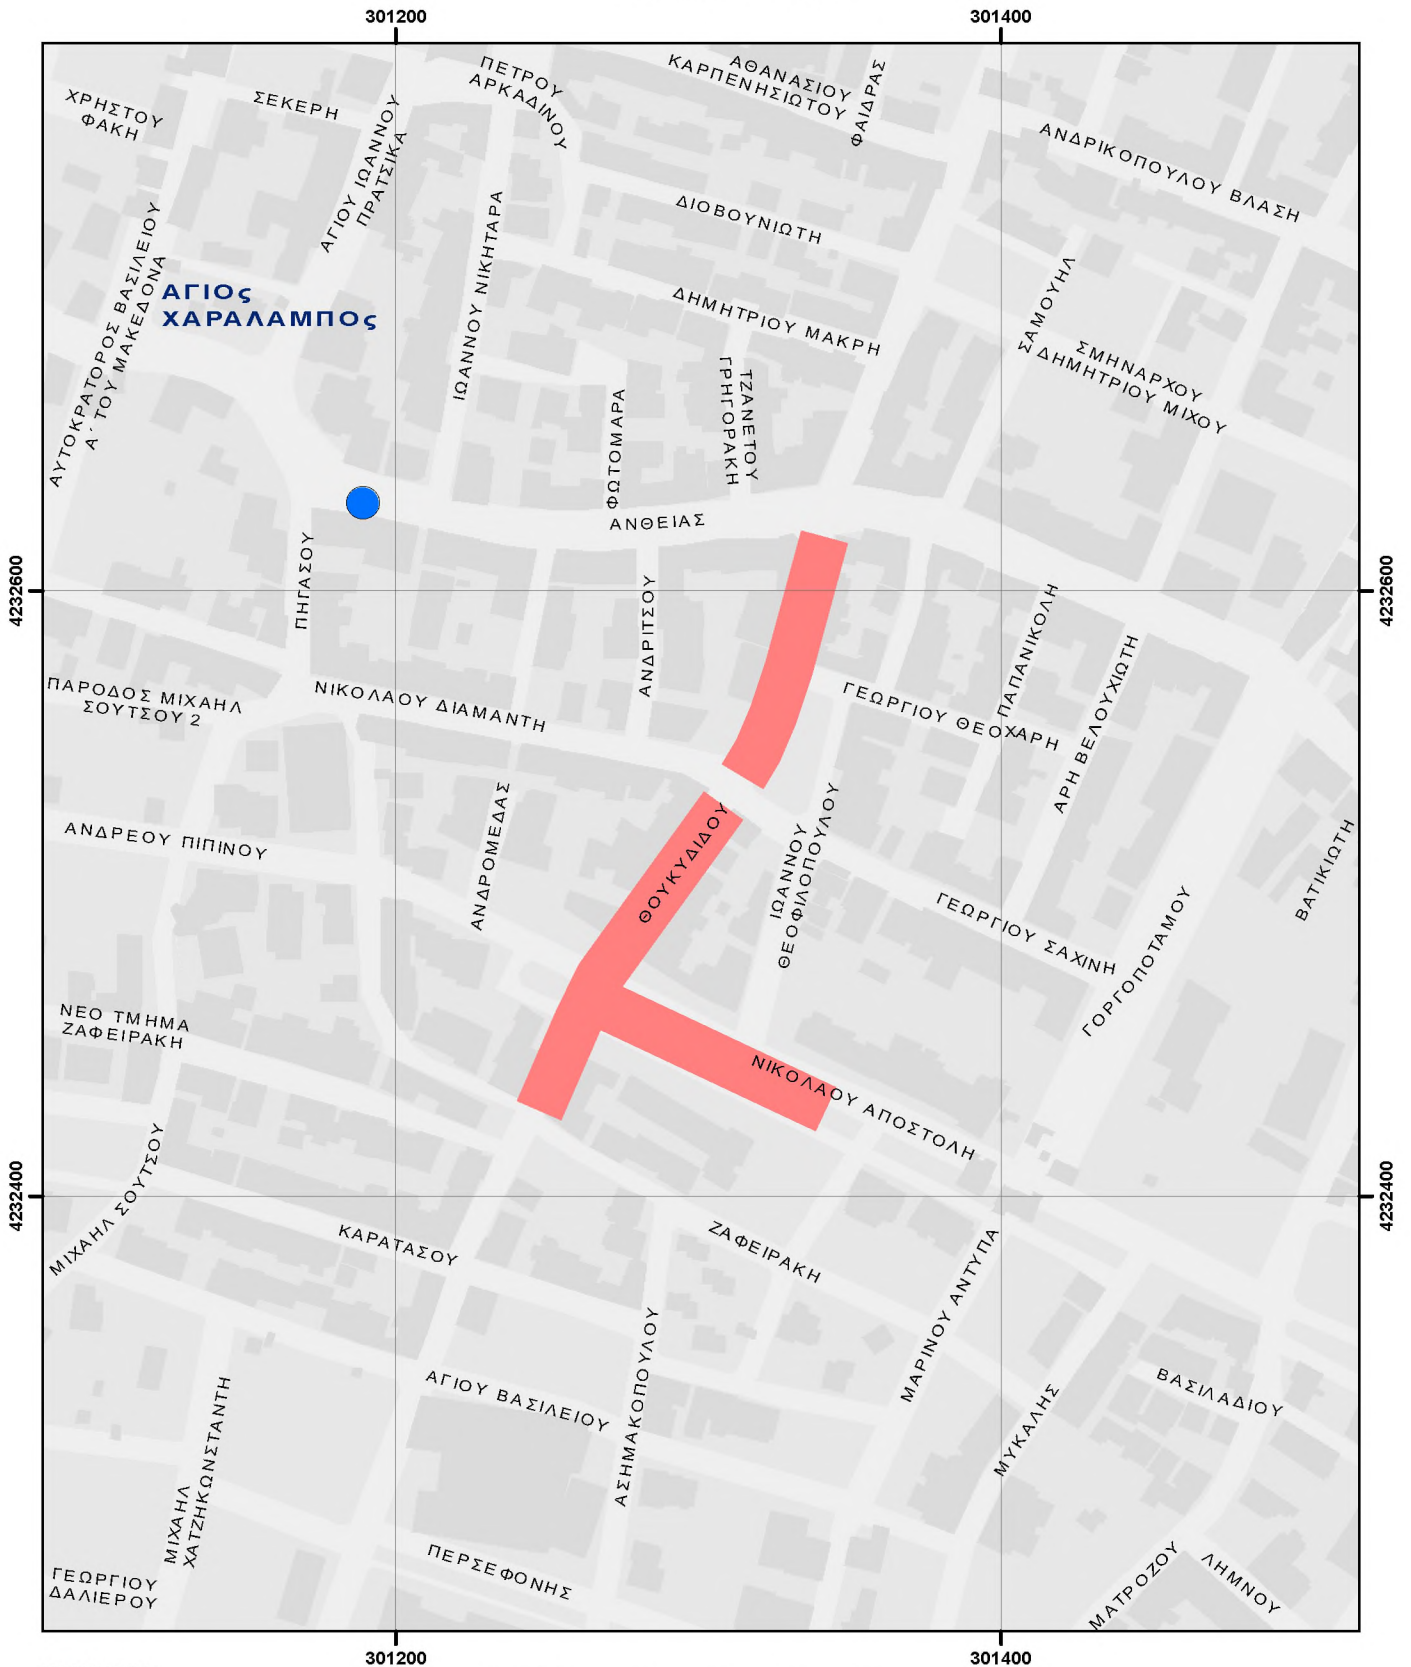 301200
301400
ΠΕΤΡΟΥ
ΑΡΚΑΔΙΝΟΥ
ΑΘΑΝΑΣΙΟΥ
ΚΑΡΠΕΝΗΣΙΩΤΟΥ
ΦΑΙΔΡΑΣ
ΧΡΗΣΤΟΥ
ΦΑΚΗ
ΣΕΚΕΡΗ
ΑΓΙΟΥ ΙΩΑΝΝΟΥ
ΠΡΑΤΣΙΚΑ
ΑΝΔΡΙΚΟΠΟΥΛΟΥ ΒΛΑΣΗ
ΙΩΑΝΝΟΥ ΝΙΚΗΤΑΡΑ
ΔΙΟΒΟΥΝΙΩΤΗ
ΑΥΤΟΚΡΑΤΟΡΟΣ ΒΑΣΙΛΕΙΟΥ
Α΄ ΤΟΥ ΜΑΚΕΔΟΝΑ
ΑΓΙΟς
ΧΑΡΑΛΑΜΠΟς
ΔΗΜΗΤΡΙΟΥ ΜΑΚΡΗ
ΣΑΜΟΥΗΛ
ΣΜΗΝΑΡΧΟΥ
ΔΗΜΗΤΡΙΟΥ ΜΙΧΟΥ
ΤΖΑΝΕΤΟΥ
ΓΡΗΓΟΡΑΚΗ
ΦΩΤΟΜΑΡΑ
ΑΝΘΕΙΑΣ
ΠΗΓΑΣΟΥ
4232600
4232600
ΑΝΔΡΙΤΣΟΥ
ΠΑΠΑΝΙΚΟΛΗ
ΑΡΗ ΒΕΛΟΥΧΙΩΤΗ
ΠΑΡΟΔΟΣ ΜΙΧΑΗΛ
ΣΟΥΤΣΟΥ 2
ΝΙΚΟΛΑΟΥ ΔΙΑΜΑΝΤΗ
ΓΕΩΡΓΙΟΥ ΘΕΟΧΑΡΗ
ΑΝΔΡΕΟΥ ΠΙΠΙΝΟΥ
ΑΝΔΡΟΜΕΔΑΣ
ΘΟΥΚΥΔΙΔΟΥ
ΙΩΑΝΝΟΥ
ΘΕΟΦΙΛΟΠΟΥΛΟΥ
ΒΑΤΙΚΙΩΤΗ
ΓΕΩΡΓΙΟΥ ΣΑΧΙΝΗ
ΓΟΡΓΟΠΟΤΑΜΟΥ
ΝΕΟ ΤΜΗΜΑ
ΖΑΦΕΙΡΑΚΗ
ΝΙΚΟΛΑΟΥ ΑΠΟΣΤΟΛΗ
4232400
4232400
ΜΙΧΑΗΛ ΣΟΥΤΣΟΥ
ΚΑΡΑΤΑΣΟΥ
ΖΑΦΕΙΡΑΚΗ
ΜΑΡΙΝΟΥ ΑΝΤΥΠΑ
ΑΓΙΟΥ ΒΑΣΙΛΕΙΟΥ
ΑΣΗΜΑΚΟΠΟΥΛΟΥ
ΜΥΚΑΛΗΣ
ΒΑΣΙΛΑΔΙΟΥ
ΜΙΧΑΗΛ
ΧΑΤΖΗΚΩΝΣΤΑΝΤΗ
ΓΕΩΡΓΙΟΥ
ΔΑΛΙΕΡΟΥ
ΠΕΡΣΕΦΟΝΗΣ
ΜΑΤΡΟΖΟΥ
ΛΗΜΝΟΥ
301200
301400